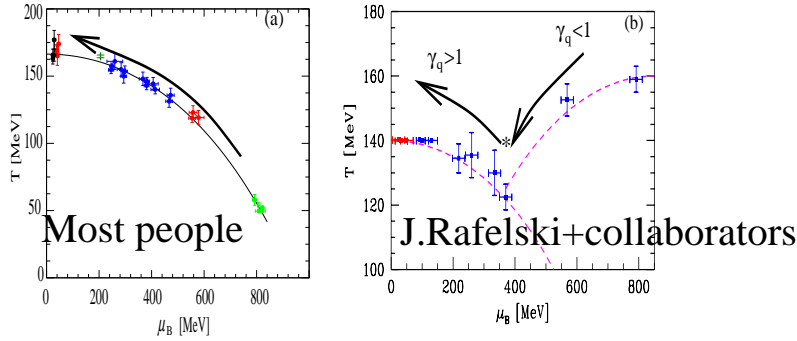 (a)
200
150
100
50
0
T [MeV]
0 200 400 600 800
μB [MeV]
Most people
(b)
γq>1
γq<1
*
160
140
120
100
T [MeV]
0 200 400 600 800
μB [MeV]
J.Rafelski+collaborators